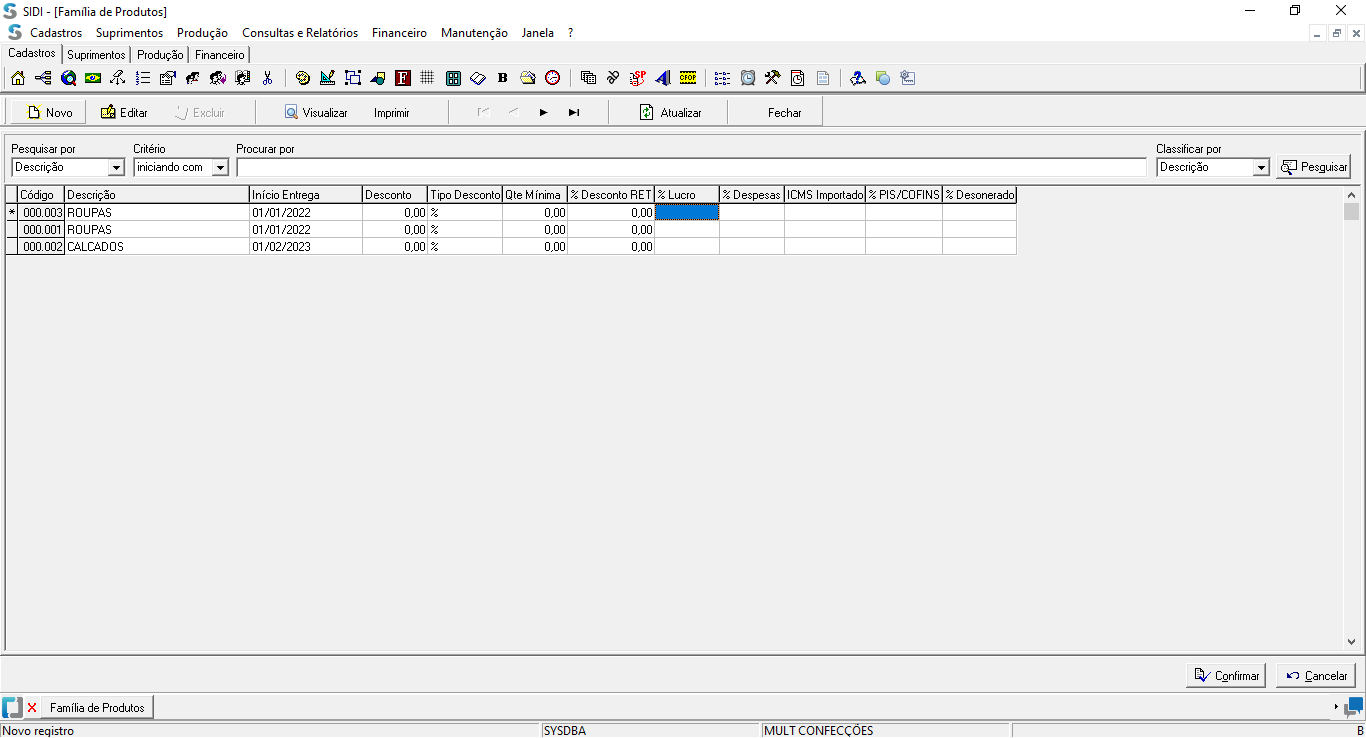 SIDI - [Família de Produtos]
Cadastros Suprimentos Produção Consultas e Relatórios Financeiro Manutenção Janela ?
Cadastros Suprimentos Produção Financeiro
SP F B SP CFOP
Novo Editar Excluir Visualizar Imprimir Atualizar Fechar
Pesquisar por Critério Procurar por Classificar por
Descrição iniciando com Descrição Pesquisar
Código Descrição Início Entrega Desconto Tipo Desconto Qte Mínima % Desconto RET % Lucro % Despesas ICMS Importado % PIS/COFINS % Desonerado
* 000.003 ROUPAS 01/01/2022 0,00 % 0,00 0,00
000.001 ROUPAS 01/01/2022 0,00 % 0,00 0,00
000.002 CALCADOS 01/02/2023 0,00 % 0,00 0,00
Confirmar Cancelar
Família de Produtos
Novo registro SYSDBA MULT CONFECÇÕES B